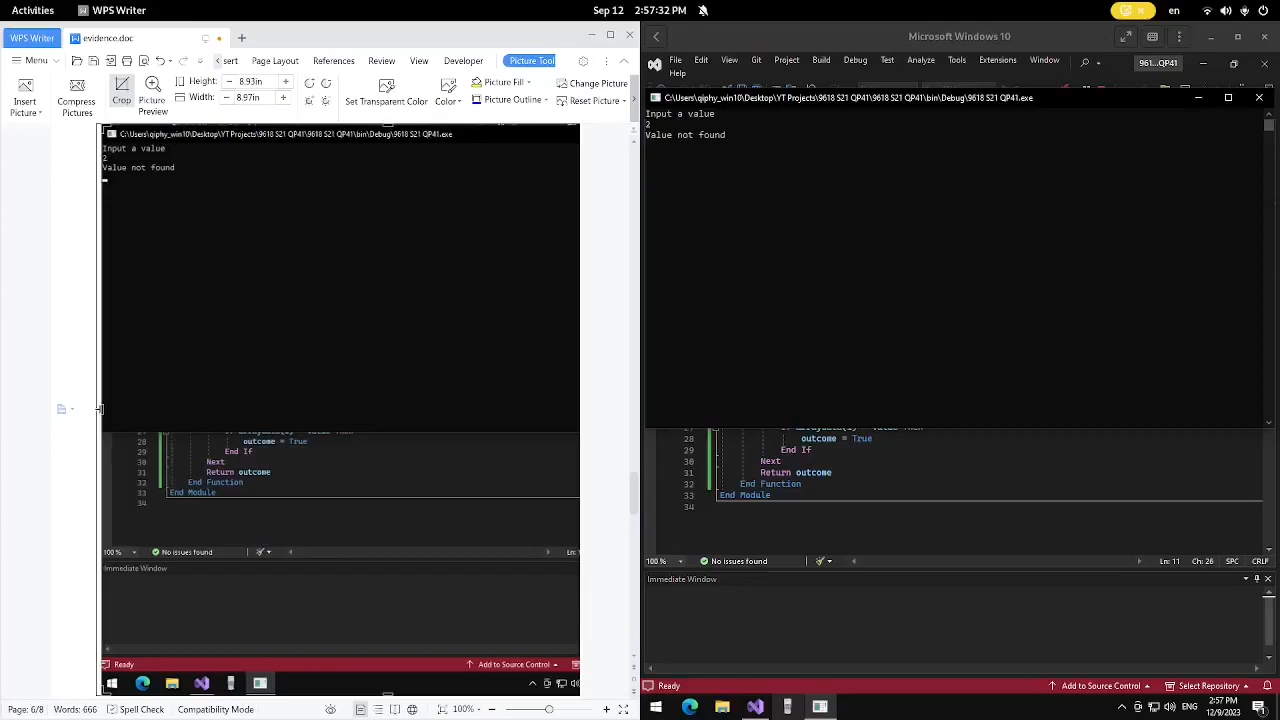 Activities WPS Writer Sep 12 2:57:32 PM en
WPS Writer evidence.doc
Menu sert Page Layout References Review View Developer Picture Tool
Insert Picture Compress Pictures Crop Picture Preview Height: 8.93in Width: 8.97in Set Transparent Color Color Picture Fill Picture Outline Change Picture Reset Picture
C:\Users\qiphy_win10\Desktop\YT Projects\9618 S21 QP41\9618 S21 QP41\bin\Debug\9618 S21 QP41.exe
Input a value
2
Value not found
28 outcome = True
29 End If
30 Next
31 Return outcome
32 End Function
33 End Module
34
100 % No issues found Ln:
Immediate Window
Ready Add to Source Control
Page: 6/8 Words: 666 Spell Check Compatibility Mode 100%
Microsoft Windows 10
File Edit View Git Project Build Debug Test Analyze Tools Extensions Window 961...QP41
Help
C:\Users\qiphy_win10\Desktop\YT Projects\9618 S21 QP41\9618 S21 QP41\bin\Debug\9618 S21 QP41.exe
Input a value
2
Value not found
28 outcome = True
29 End If
30 Next
31 Return outcome
32 End Function
33 End Module
34
100 % No issues found Ln: 11 Ch: 26 SPC CRLF
Immediate Window
Ready Add to Source Control Select Repository
2:57 PM
12/9/2023